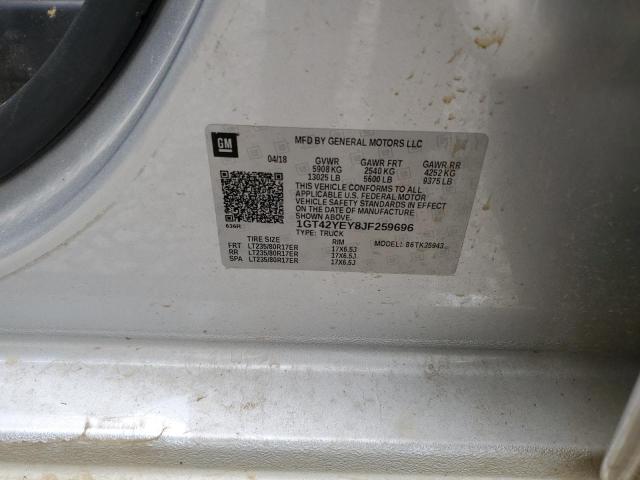 GM
MFD BY GENERAL MOTORS LLC
04/18 GVWR GAWR FRT GAWR RR
5908 KG 2540 KG 4252 KG
13025 LB 5600 LB 9375 LB
THIS VEHICLE CONFORMS TO ALL
APPLICABLE U.S. FEDERAL MOTOR
VEHICLE SAFETY STANDARDS IN EFFECT
ON THE DATE OF MANUFACTURE
SHOWN ABOVE.
636R 1GT42YEY8JF259696
TYPE: TRUCK
TIRE SIZE RIM MODEL:
FRT LT235/80R17ER 17X6.5J
RR LT235/80R17ER 17X6.5J
SPA LT235/80R17ER 17X6.5J